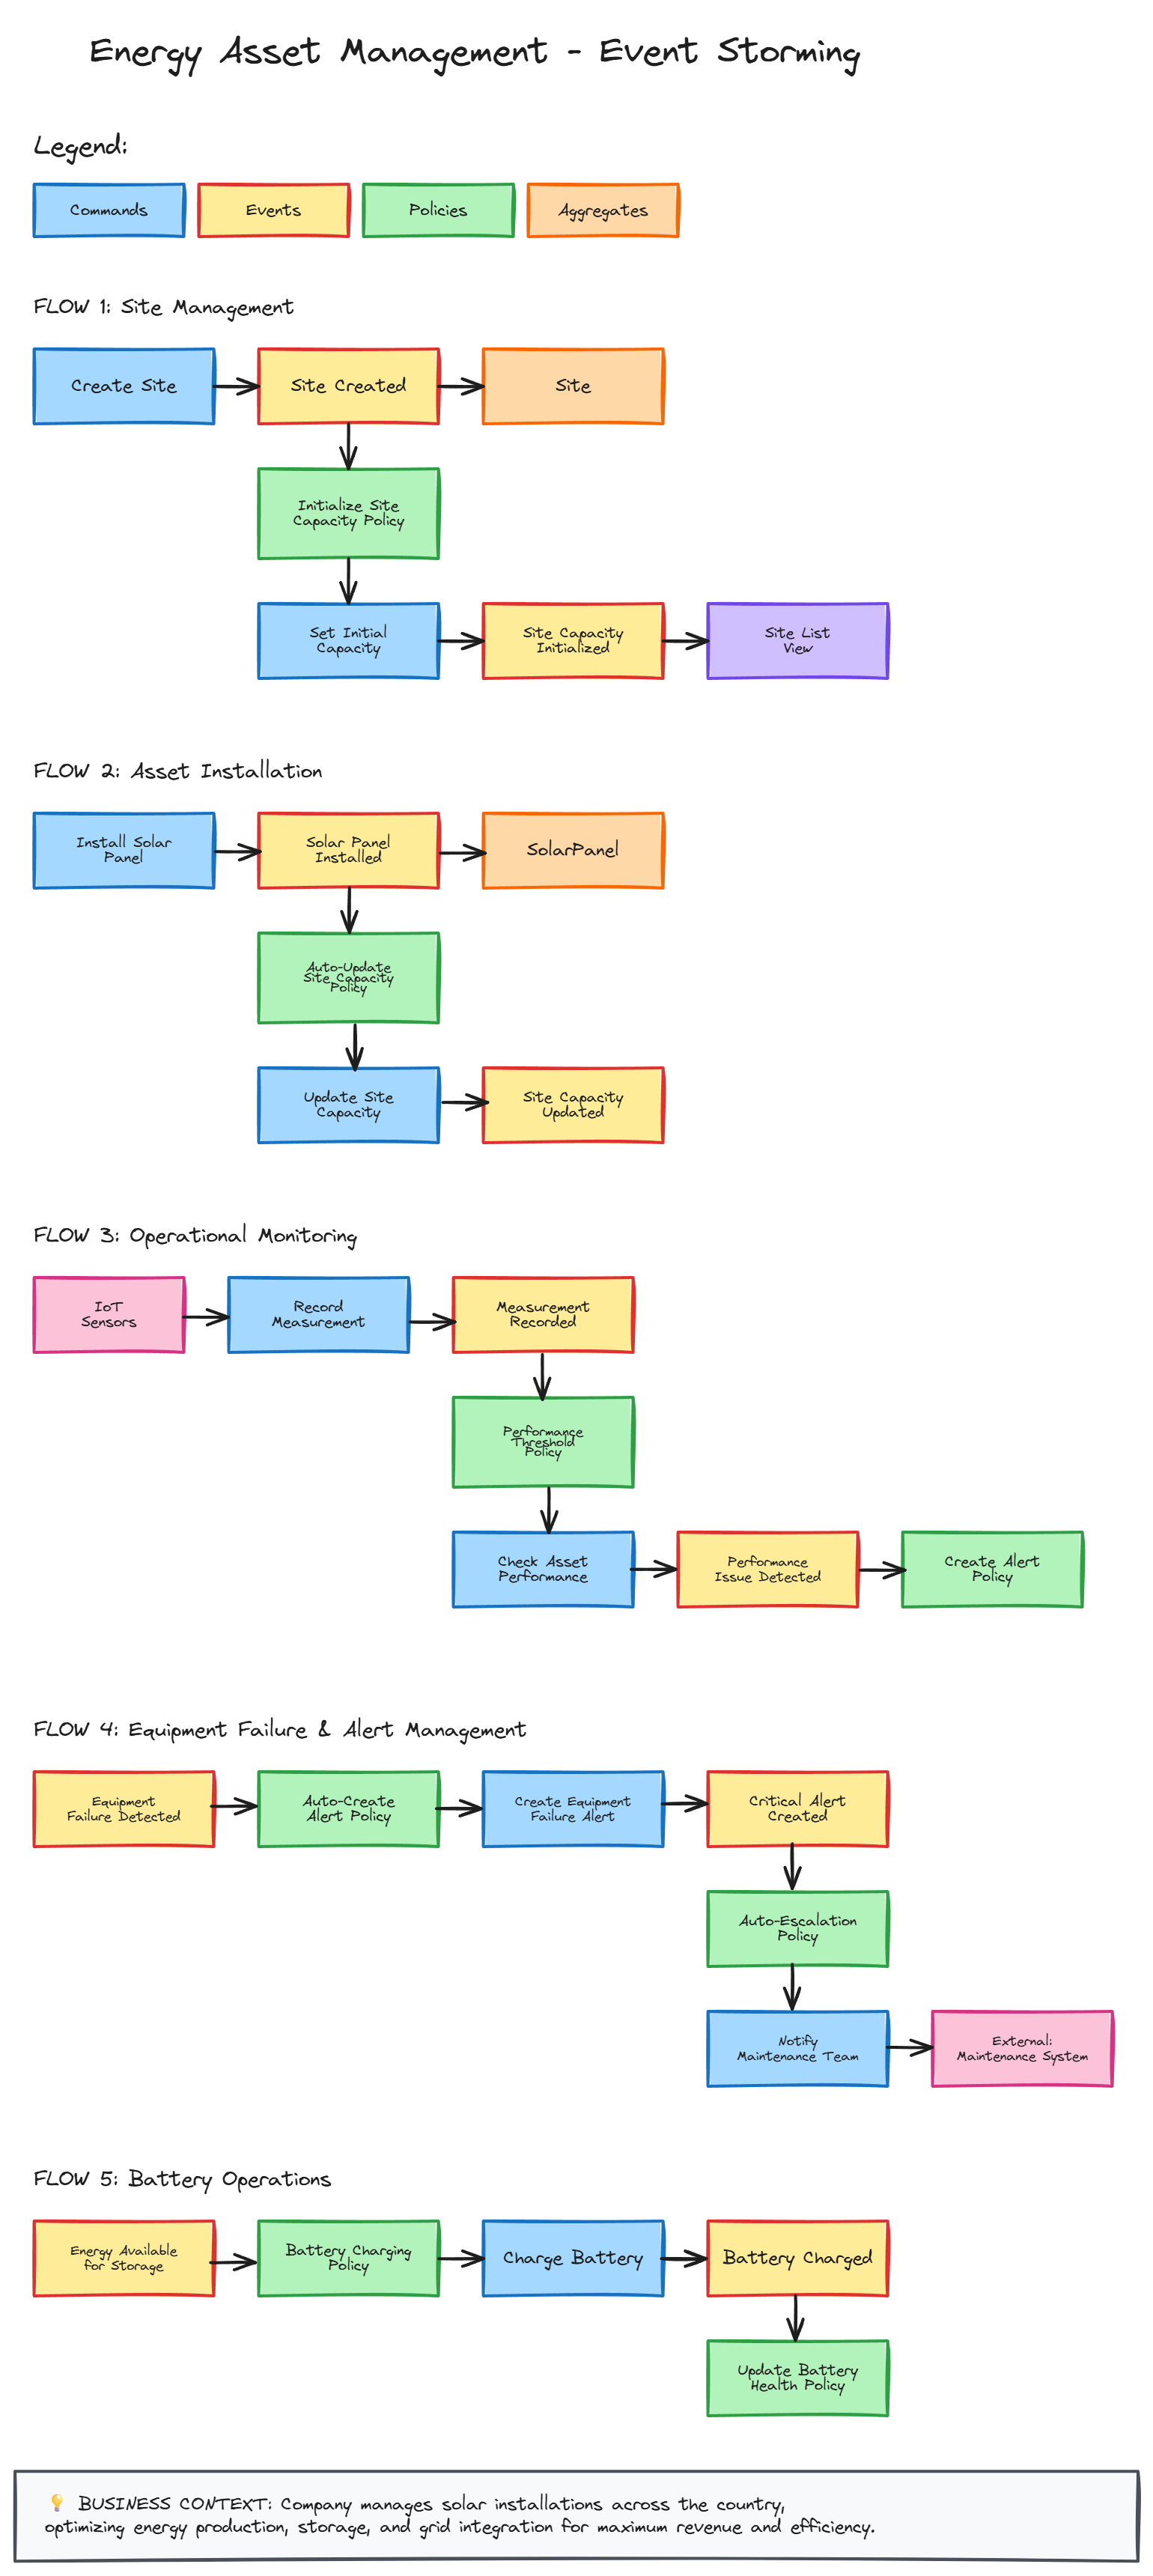 Energy Asset Management - Event Storming
Legend:
Commands
Events
Policies
Aggregates
FLOW 1: Site Management
Create Site
Site Created
Site
Initialize Site
Capacity Policy
Set Initial
Capacity
Site Capacity
Initialized
Site List
View
FLOW 2: Asset Installation
Install Solar
Panel
Solar Panel
Installed
SolarPanel
Auto-Update
Site Capacity
Policy
Update Site
Capacity
Site Capacity
Updated
FLOW 3: Operational Monitoring
IoT
Sensors
Record
Measurement
Measurement
Recorded
Performance
Threshold
Policy
Check Asset
Performance
Performance
Issue Detected
Create Alert
Policy
FLOW 4: Equipment Failure & Alert Management
Equipment
Failure Detected
Auto-Create
Alert Policy
Create Equipment
Failure Alert
Critical Alert
Created
Auto-Escalation
Policy
Notify
Maintenance Team
External:
Maintenance System
FLOW 5: Battery Operations
Energy Available
for Storage
Battery Charging
Policy
Charge Battery
Battery Charged
Update Battery
Health Policy
💡 BUSINESS CONTEXT: Company manages solar installations across the country,
optimizing energy production, storage, and grid integration for maximum revenue and efficiency.